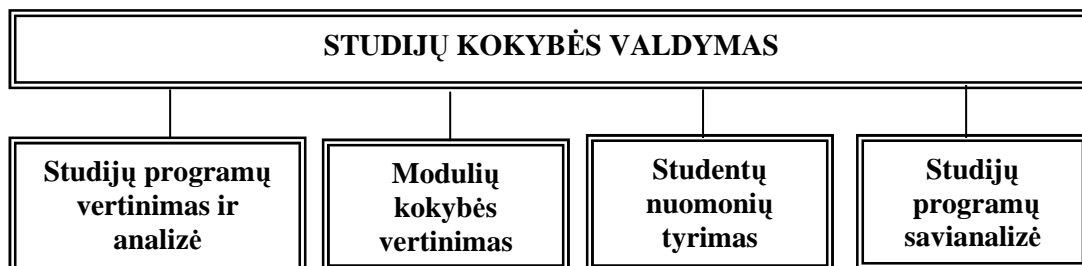 STUDIJŲ KOKYBĖS VALDYMAS
Studijų programų
vertinimas ir
analizė
Modulių
kokybės
vertinimas
Studentų
nuomonių
tyrimas
Studijų
programų
savianalizė